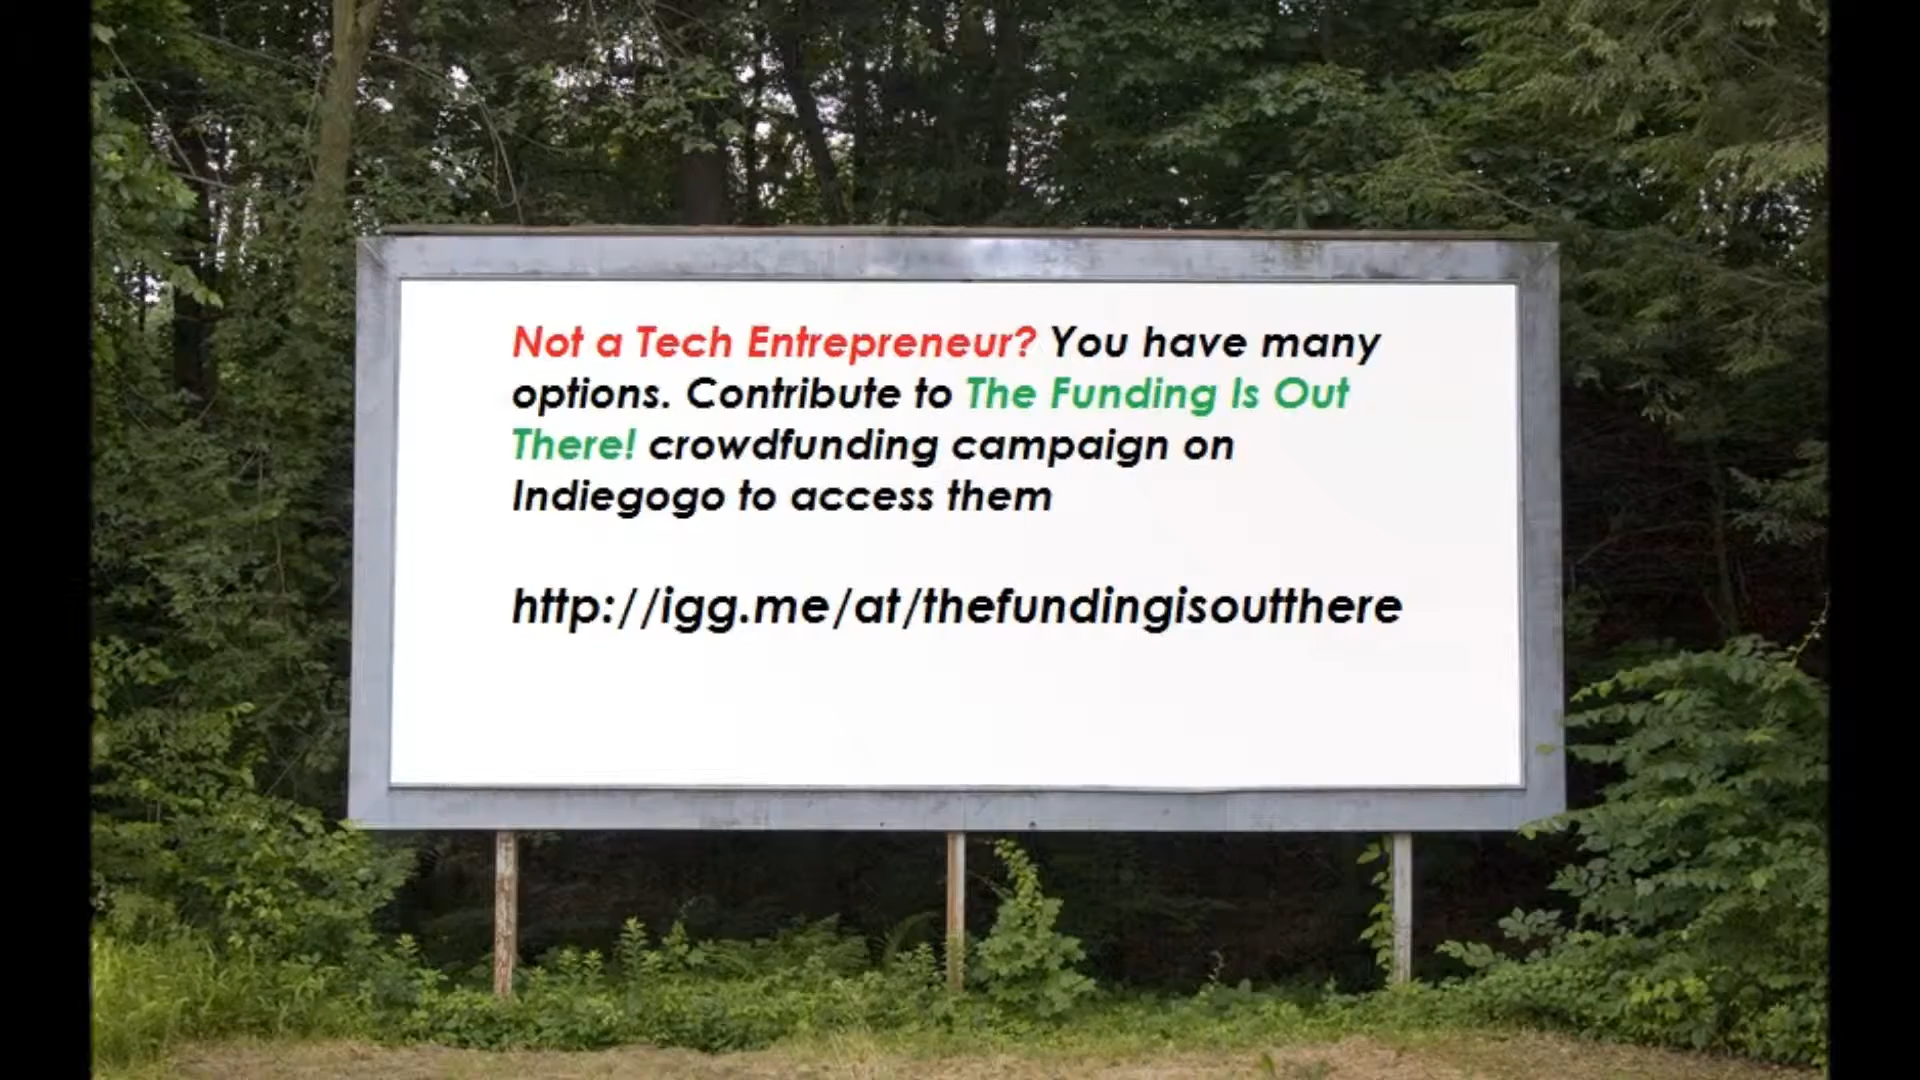 Not a Tech Entrepreneur? You have many
options. Contribute to The Funding Is Out
There! crowdfunding campaign on
Indiegogo to access them
http://igg.me/at/thefundingisoutthere